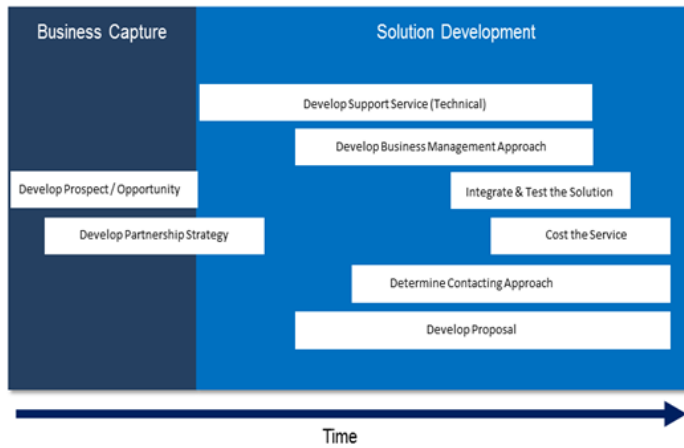 Business Capture
Solution Development
Develop Support Service (Technical)
Develop Business Management Approach
Develop Prospect / Opportunity
Integrate & Test the Solution
Develop Partnership Strategy
Cost the Service
Determine Contacting Approach
Develop Proposal
Time